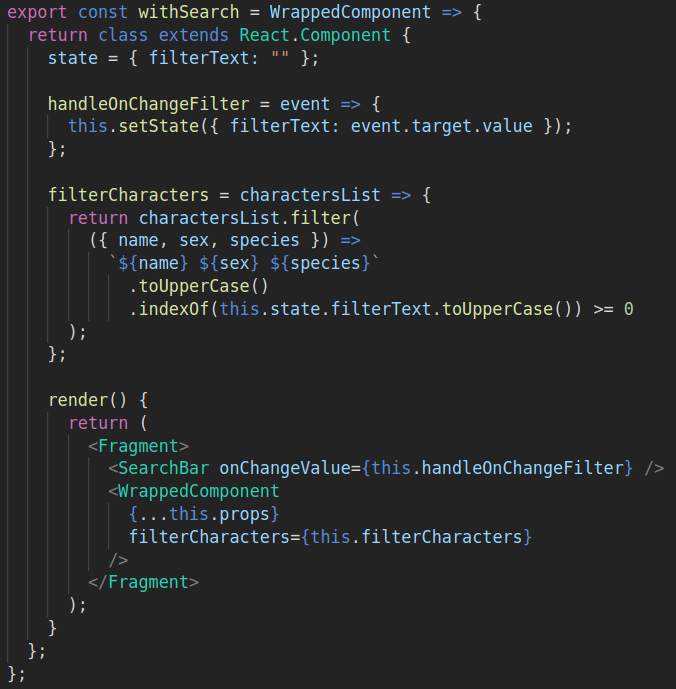 export const withSearch = WrappedComponent => {
  return class extends React.Component {
    state = { filterText: "" };

    handleOnChangeFilter = event => {
      this.setState({ filterText: event.target.value });
    };

    filterCharacters = charactersList => {
      return charactersList.filter(
        ({ name, sex, species }) =>
          `${name} ${sex} ${species}`
            .toUpperCase()
            .indexOf(this.state.filterText.toUpperCase()) >= 0
      );
    };

    render() {
      return (
        <Fragment>
          <SearchBar onChangeValue={this.handleOnChangeFilter} />
          <WrappedComponent
            {...this.props}
            filterCharacters={this.filterCharacters}
          />
        </Fragment>
      );
    }
  };
};